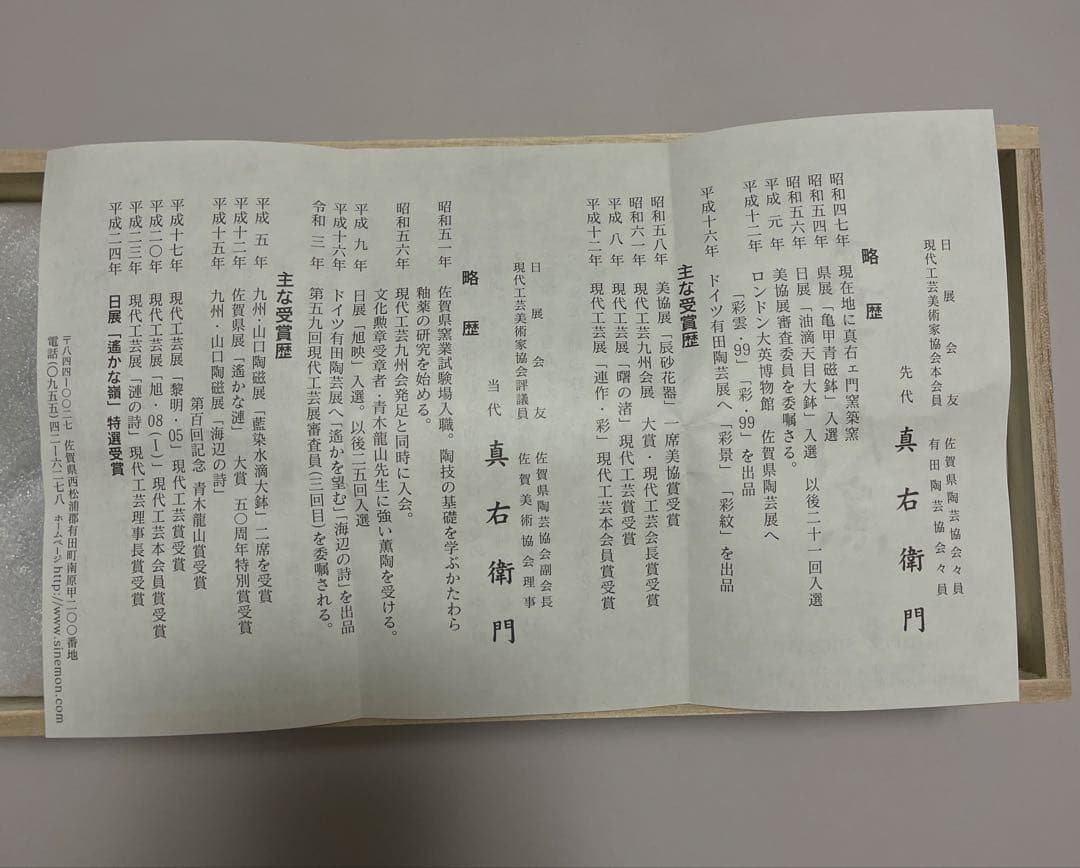 日展会友　佐賀県陶芸協会々員
現代工芸美術家協会本会員　有田陶芸協会々員
先代　真右衛門
略歴
昭和四七年　現在地に真右ェ門窯築窯
昭和五四年　県展「亀甲青磁鉢」入選
昭和五六年　日展「油滴天目大鉢」入選　以後二十一回入選
平成元年　美協展審査委員を委嘱さる。
平成十二年　ロンドン大英博物館　佐賀県陶芸展へ
「彩雲・99」「彩・99」を出品
平成十六年　ドイツ有田陶芸展へ「彩景」「彩紋」を出品
主な受賞歴
昭和五八年　美協展「辰砂花器」一席美協賞受賞
昭和六一年　現代工芸九州会展　大賞・現代工芸会長賞受賞
平成八年　現代工芸展「曙の渚」現代工芸賞受賞
平成十二年　現代工芸展「連作・彩」現代工芸本会員賞受賞
日展会友　佐賀県陶芸協会副会長
現代工芸美術家協会評議員　佐賀美術協会理事
当代　真右衛門
略歴
昭和五一年　佐賀県窯業試験場入職。陶技の基礎を学ぶかたわら
釉薬の研究を始める。
昭和五六年　現代工芸九州会発足と同時に入会。
文化勲章受章者・青木龍山先生に強い薫陶を受ける。
平成九年　日展「旭映」入選。以後二五回入選
平成十六年　ドイツ有田陶芸展へ「遙かを望む」「海辺の詩」を出品
令和三年　第五九回現代工芸展審査員(三回目)を委嘱される。
主な受賞歴
平成五年　九州・山口陶磁展「藍染水滴大鉢」二席を受賞
平成十二年　佐賀県展「遙かな漣」大賞　五〇周年特別賞受賞
平成十五年　九州・山口陶磁展「海辺の詩」
第百回記念　青木龍山賞受賞
平成十七年　現代工芸展「黎明・05」現代工芸賞受賞
平成二〇年　現代工芸展「旭・08(Ⅰ)」現代工芸本会員賞受賞
平成二三年　現代工芸展「漣の詩」現代工芸理事長賞受賞
平成二四年　日展「遙かな嶺」特選受賞
〒八四四ー〇〇二七　佐賀県西松浦郡有田町南原甲二〇〇番地
電話(〇九五五)四二ー六二七八　ホームページhttp://www.sinemon.com